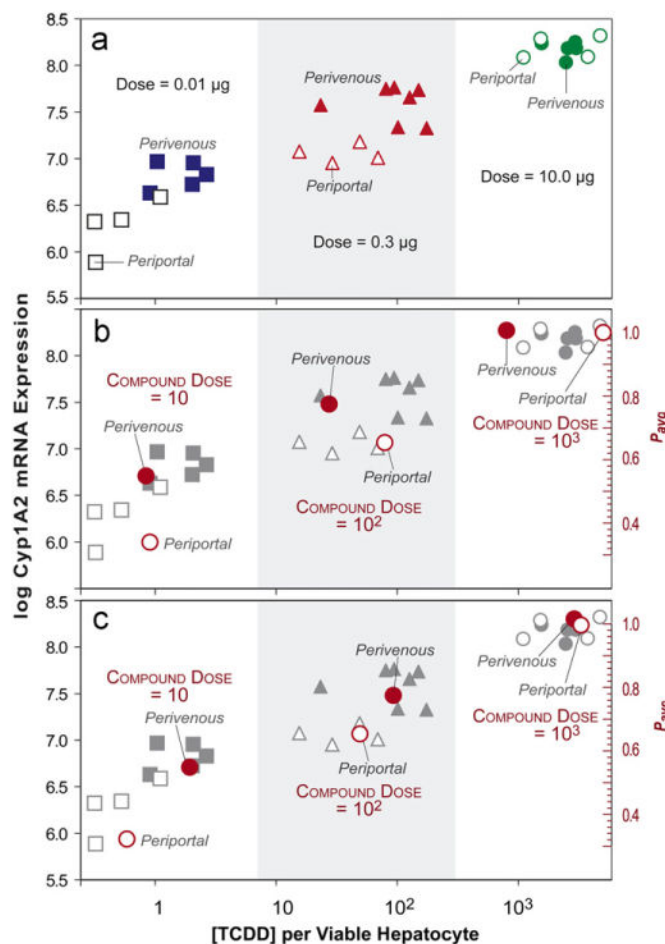 a
8.5
8.0
7.5
7.0
6.5
6.0
5.5
Dose = 0.01 µg
Perivenous
Periportal
Perivenous
Periportal
Dose = 0.3 µg
Periportal
Perivenous
Dose = 10.0 µg
log Cyp1A2 mRNA Expression
b
8.0
7.5
7.0
6.5
6.0
COMPOUND DOSE
= 10
Perivenous
Periportal
Perivenous
Periportal
COMPOUND DOSE
= 10²
Perivenous
Periportal
COMPOUND DOSE
= 10³
1.0
0.8
0.6
0.4
Pavg
c
8.5
8.0
7.5
7.0
6.5
6.0
5.5
COMPOUND DOSE
= 10
Perivenous
Periportal
Perivenous
Periportal
COMPOUND DOSE
= 10²
Perivenous
Periportal
COMPOUND DOSE
= 10³
1.0
0.8
0.6
0.4
Pavg
1
10
10²
10³
[TCDD] per Viable Hepatocyte